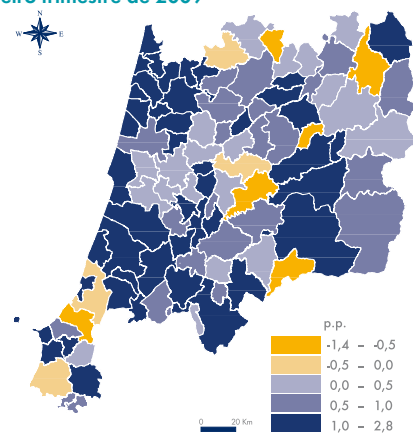 eiro trimestre de 2009
N
W E
S
p.p.
-1,4 – -0,5
-0,5 – 0,0
0,0 – 0,5
0,5 – 1,0
1,0 – 2,8
0 20 Km